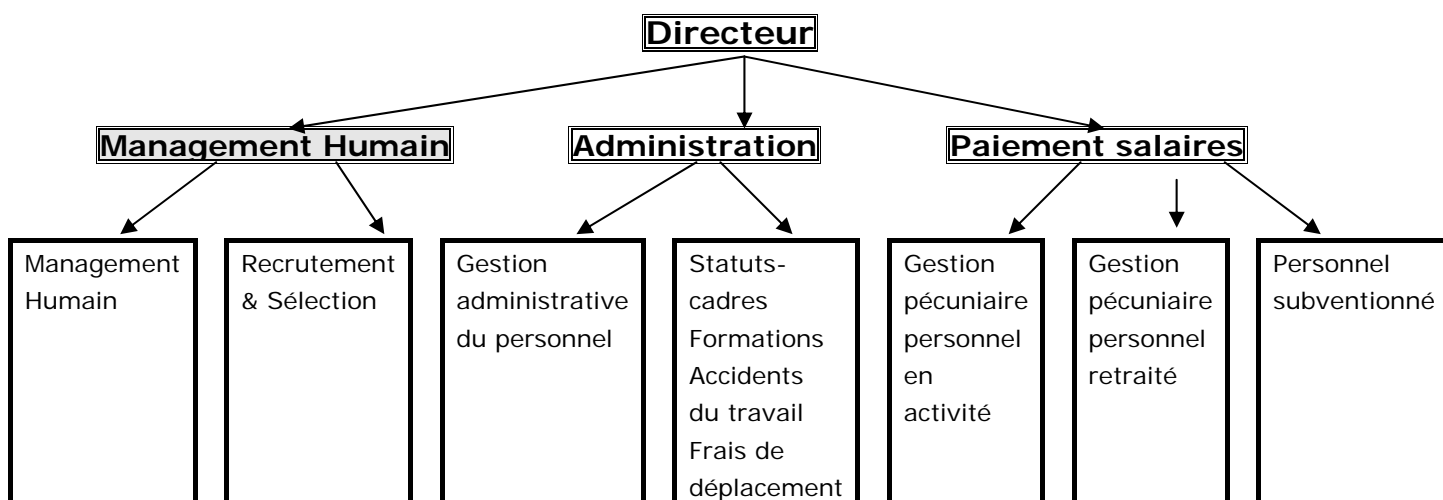 Directeur
Management Humain
Administration
Paiement salaires
Management
Humain
Recrutement
& Sélection
Gestion
administrative
du personnel
Statuts-
cadres
Formations
Accidents
du travail
Frais de
déplacement
Gestion
pécuniaire
personnel
en
activité
Gestion
pécuniaire
personnel
retraité
Personnel
subventionné